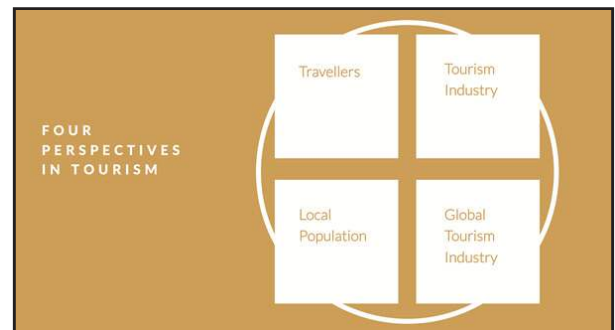 FOUR
PERSPECTIVES
IN TOURISM
Travellers
Tourism
Industry
Local
Population
Global
Tourism
Industry